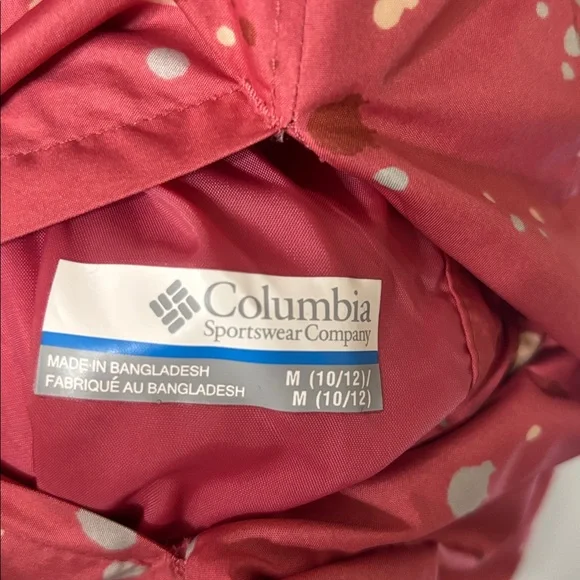 Columbia
Sportswear Company
MADE IN BANGLADESH
FABRIQUÉ AU BANGLADESH
M (10/12)/
M (10/12)